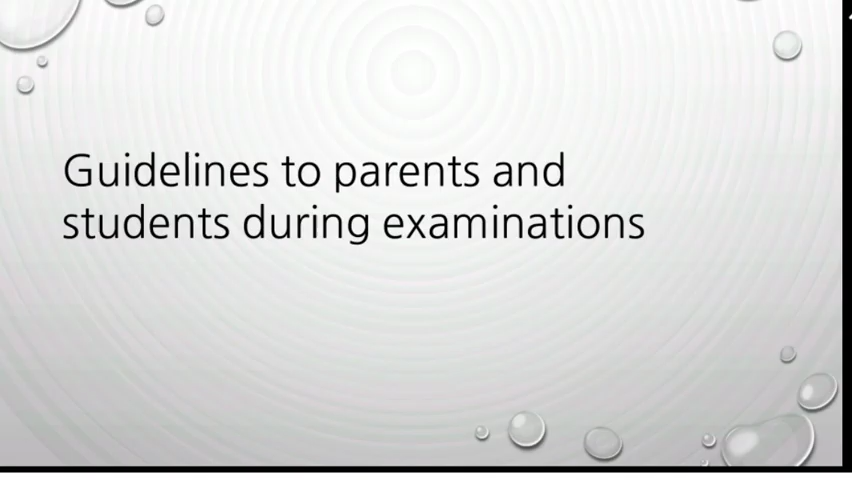 Guidelines to parents and
students during examinations